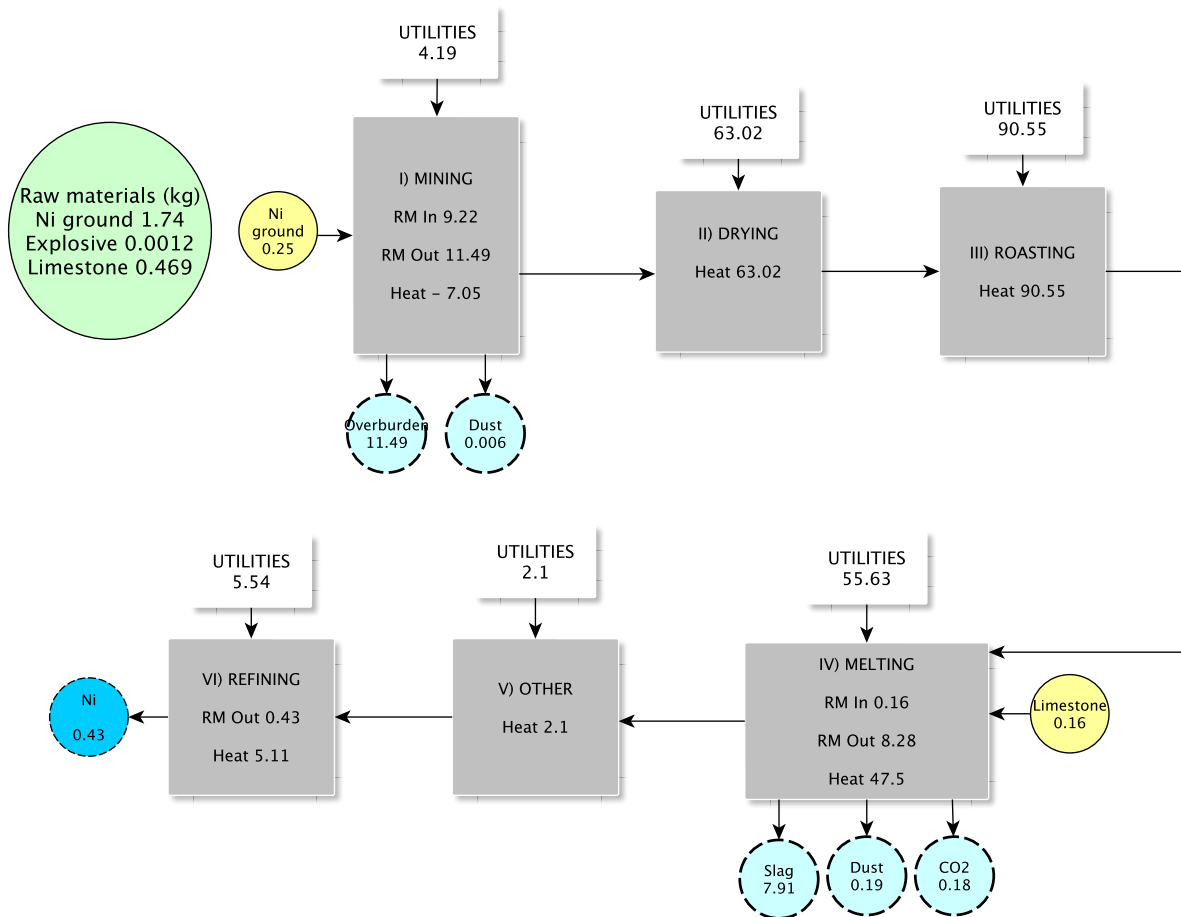 UTILITIES
4.19
UTILITIES
63.02
UTILITIES
90.55
Raw materials (kg)
Ni ground 1.74
Explosive 0.0012
Limestone 0.469
Ni
ground
0.25
I) MINING
RM In 9.22
RM Out 11.49
Heat – 7.05
II) DRYING
Heat 63.02
III) ROASTING
Heat 90.55
Overburden
11.49
Dust
0.006
UTILITIES
5.54
UTILITIES
2.1
UTILITIES
55.63
Ni
0.43
VI) REFINING
RM Out 0.43
Heat 5.11
V) OTHER
Heat 2.1
IV) MELTING
RM In 0.16
RM Out 8.28
Heat 47.5
Limestone
0.16
Slag
7.91
Dust
0.19
CO2
0.18